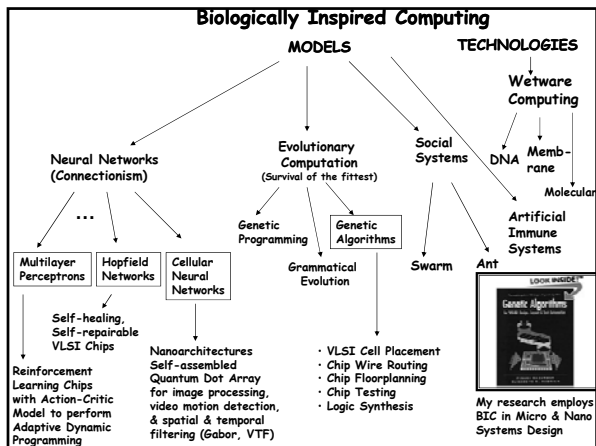 Biologically Inspired Computing
MODELS
TECHNOLOGIES
Wetware
Computing
DNA
Memb-
rane
Molecular
Neural Networks
(Connectionism)
...
Evolutionary
Computation
(Survival of the fittest)
Social
Systems
Artificial
Immune
Systems
Genetic
Programming
Grammatical
Evolution
Genetic
Algorithms
Swarm
Ant
Multilayer
Perceptrons
Hopfield
Networks
Cellular
Neural
Networks
Self-healing,
Self-repairable
VLSI Chips
Reinforcement
Learning Chips
with Action-Critic
Model to perform
Adaptive Dynamic
Programming
Nanoarchitectures
Self-assembled
Quantum Dot Array
for image processing,
video motion detection,
& spatial & temporal
filtering (Gabor, VTF)
· VLSI Cell Placement
· Chip Wire Routing
· Chip Floorplanning
· Chip Testing
· Logic Synthesis
LOOK INSIDE!
Genetic Algorithms
My research employs
BIC in Micro & Nano
Systems Design